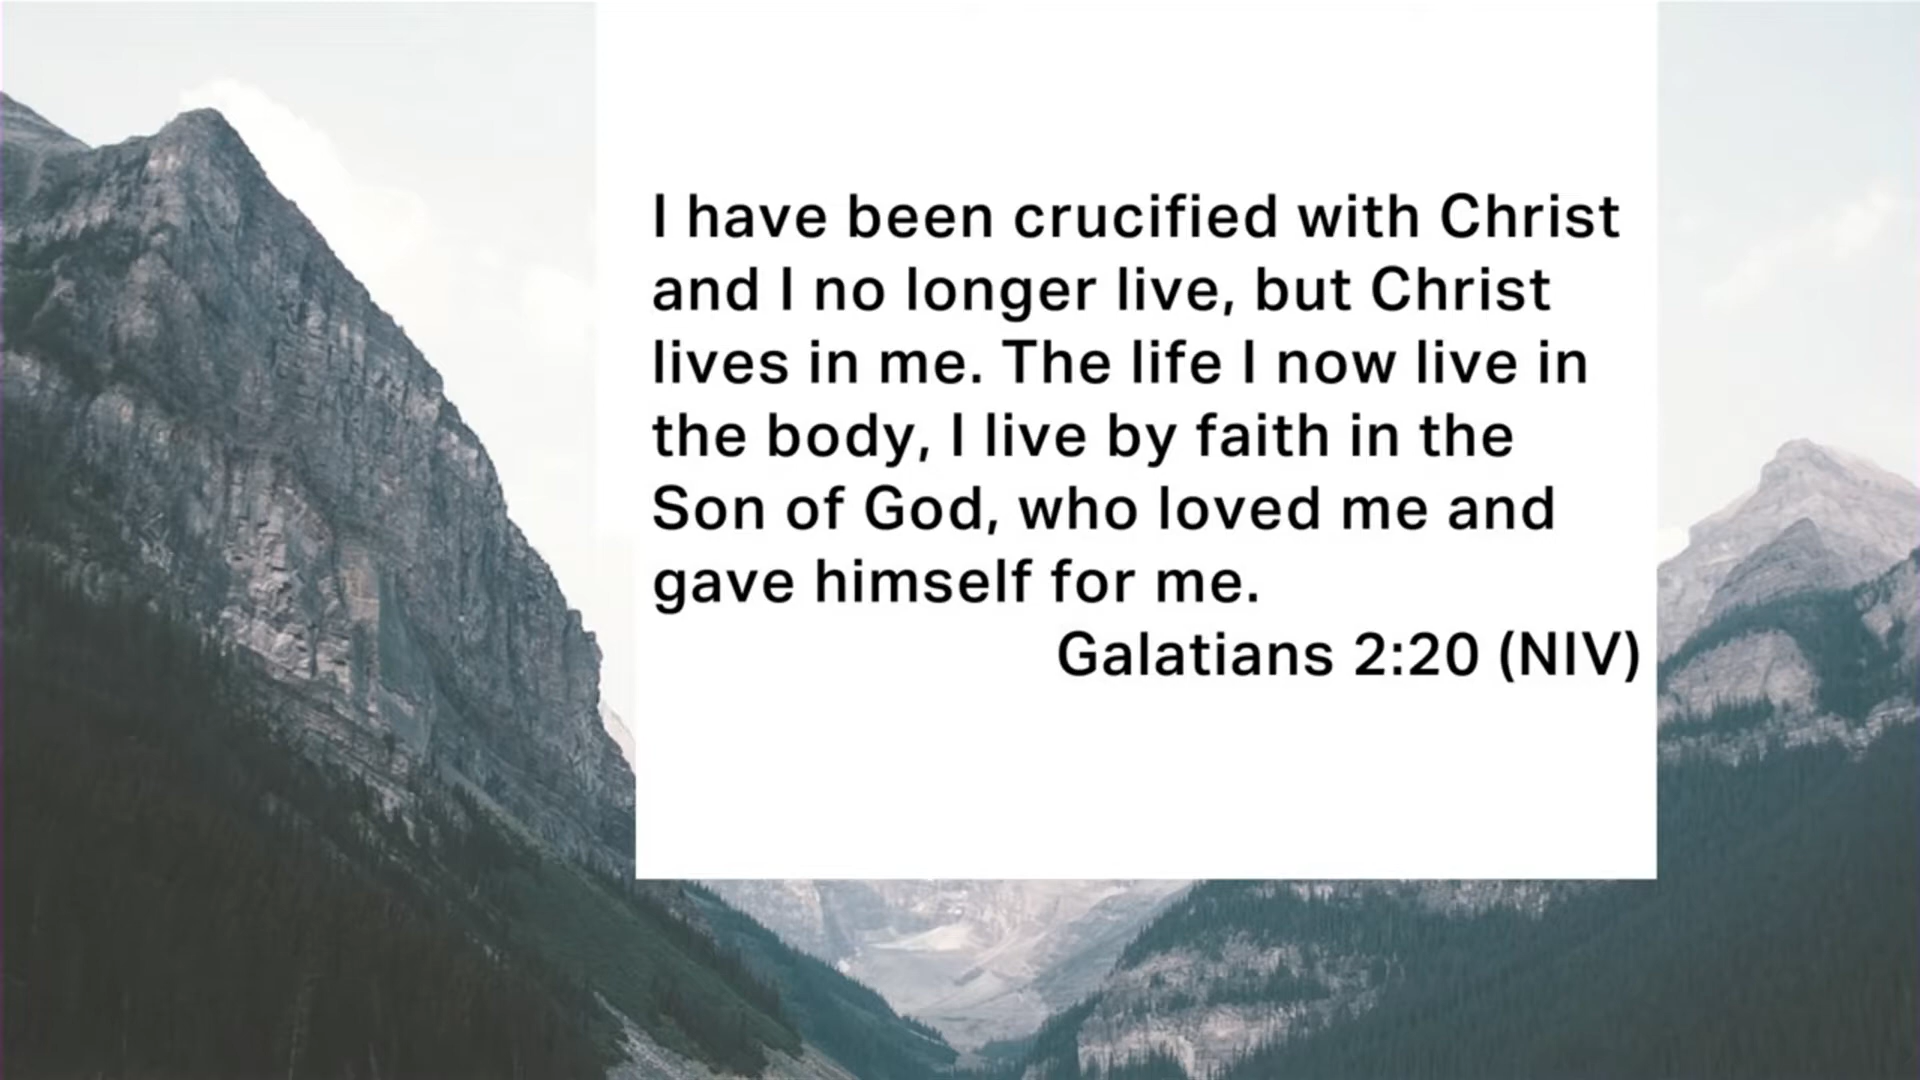 I have been crucified with Christ
and I no longer live, but Christ
lives in me. The life I now live in
the body, I live by faith in the
Son of God, who loved me and
gave himself for me.
Galatians 2:20 (NIV)